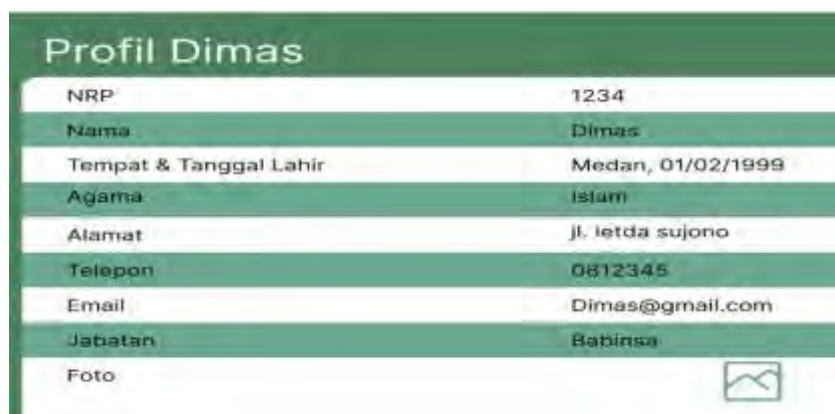 Profil Dimas
NRP 1234
Nama Dimas
Tempat & Tanggal Lahir Medan, 01/02/1999
Agama Islam
Alamat jl. letda sujono
Telepon 0812345
Email Dimas@gmail.com
Jabatan Babinsa
Foto